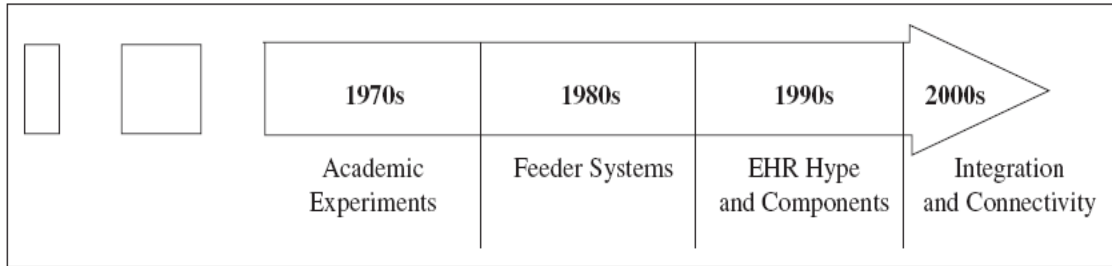 1970s
1980s
1990s
2000s
Academic
Experiments
Feeder Systems
EHR Hype
and Components
Integration
and Connectivity